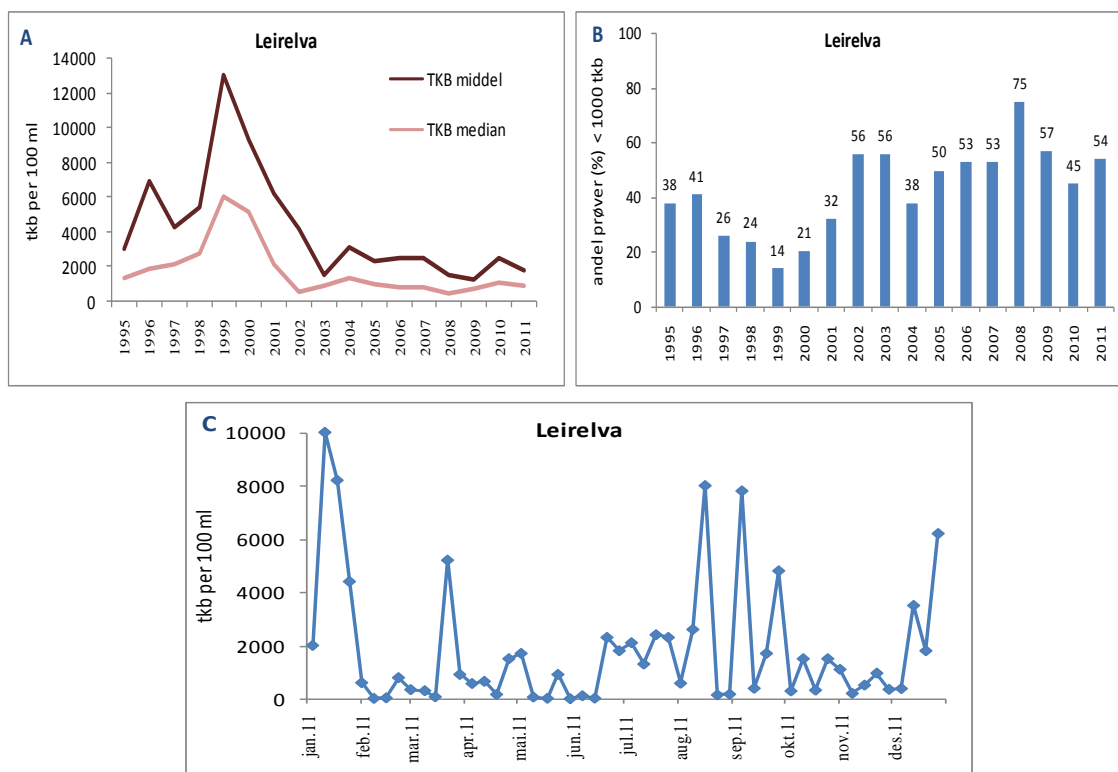 A
Leirelva
14000
12000
10000
8000
6000
4000
2000
0
tkb per 100 ml
TKB middel
TKB median
1995 1996 1997 1998 1999 2000 2001 2002 2003 2004 2005 2006 2007 2008 2009 2010 2011
B
Leirelva
100
80
60
40
20
0
andel prøver (%) < 1000 tkb
38 41 26 24 14 21 32 56 56 38 50 53 53 75 57 45 54
1995 1996 1997 1998 1999 2000 2001 2002 2003 2004 2005 2006 2007 2008 2009 2010 2011
C
Leirelva
10000
8000
6000
4000
2000
0
tkb per 100 ml
jan.11 feb.11 mar.11 apr.11 mai.11 jun.11 jul.11 aug.11 sep.11 okt.11 nov.11 des.11